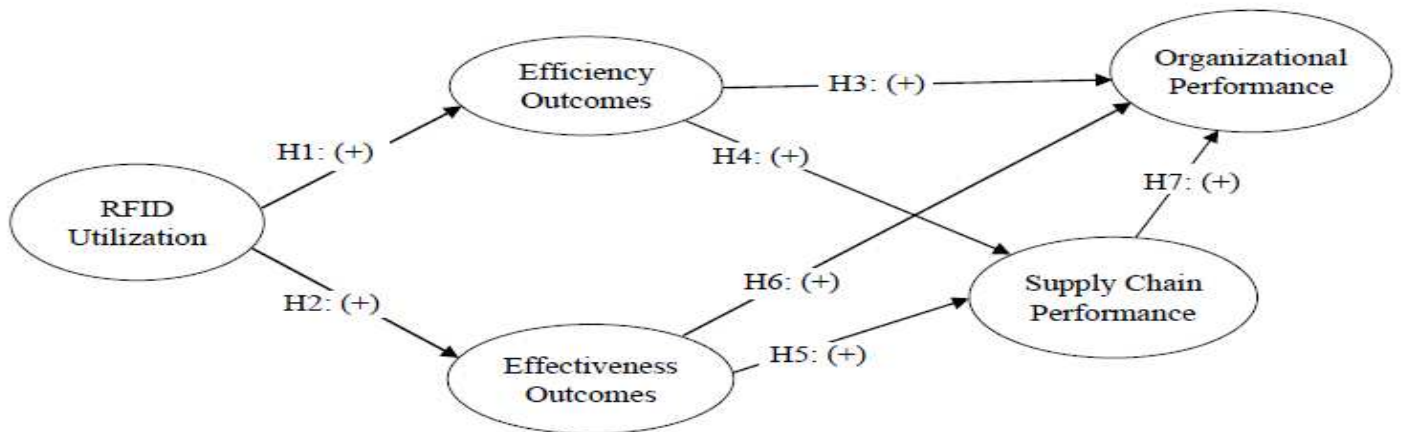 Efficiency
Outcomes
H3: (+)
Organizational
Performance
H1: (+)
H4: (+)
H7: (+)
RFID
Utilization
H2: (+)
H6: (+)
Supply Chain
Performance
H5: (+)
Effectiveness
Outcomes